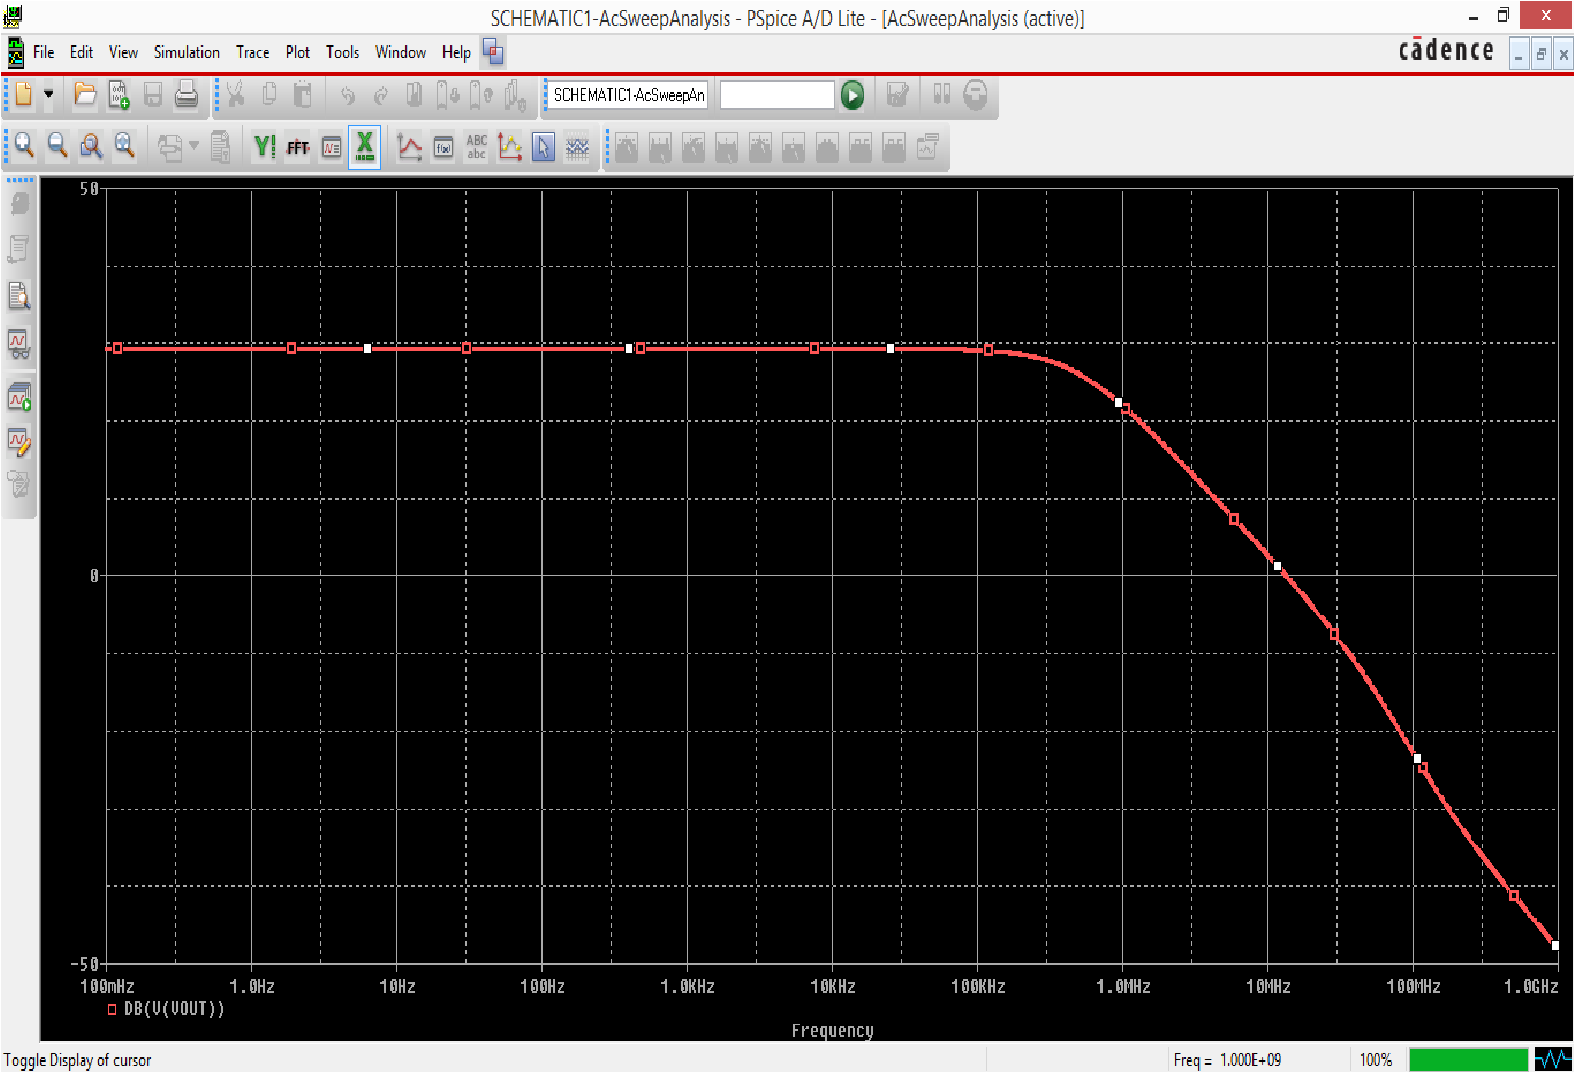 SCHEMATIC1-AcSweepAnalysis - PSpice A/D Lite - [AcSweepAnalysis (active)]
File Edit View Simulation Trace Plot Tools Window Help
cādence
SCHEMATIC1-AcSweepAn
Y! FFT f(x) ABC abc
50
0
-50
100mHz 1.0Hz 10Hz 100Hz 1.0KHz 10KHz 100KHz 1.0MHz 10MHz 100MHz 1.0GHz
DB(V(VOUT))
Frequency
Toggle Display of cursor Freq = 1.000E+09 100%